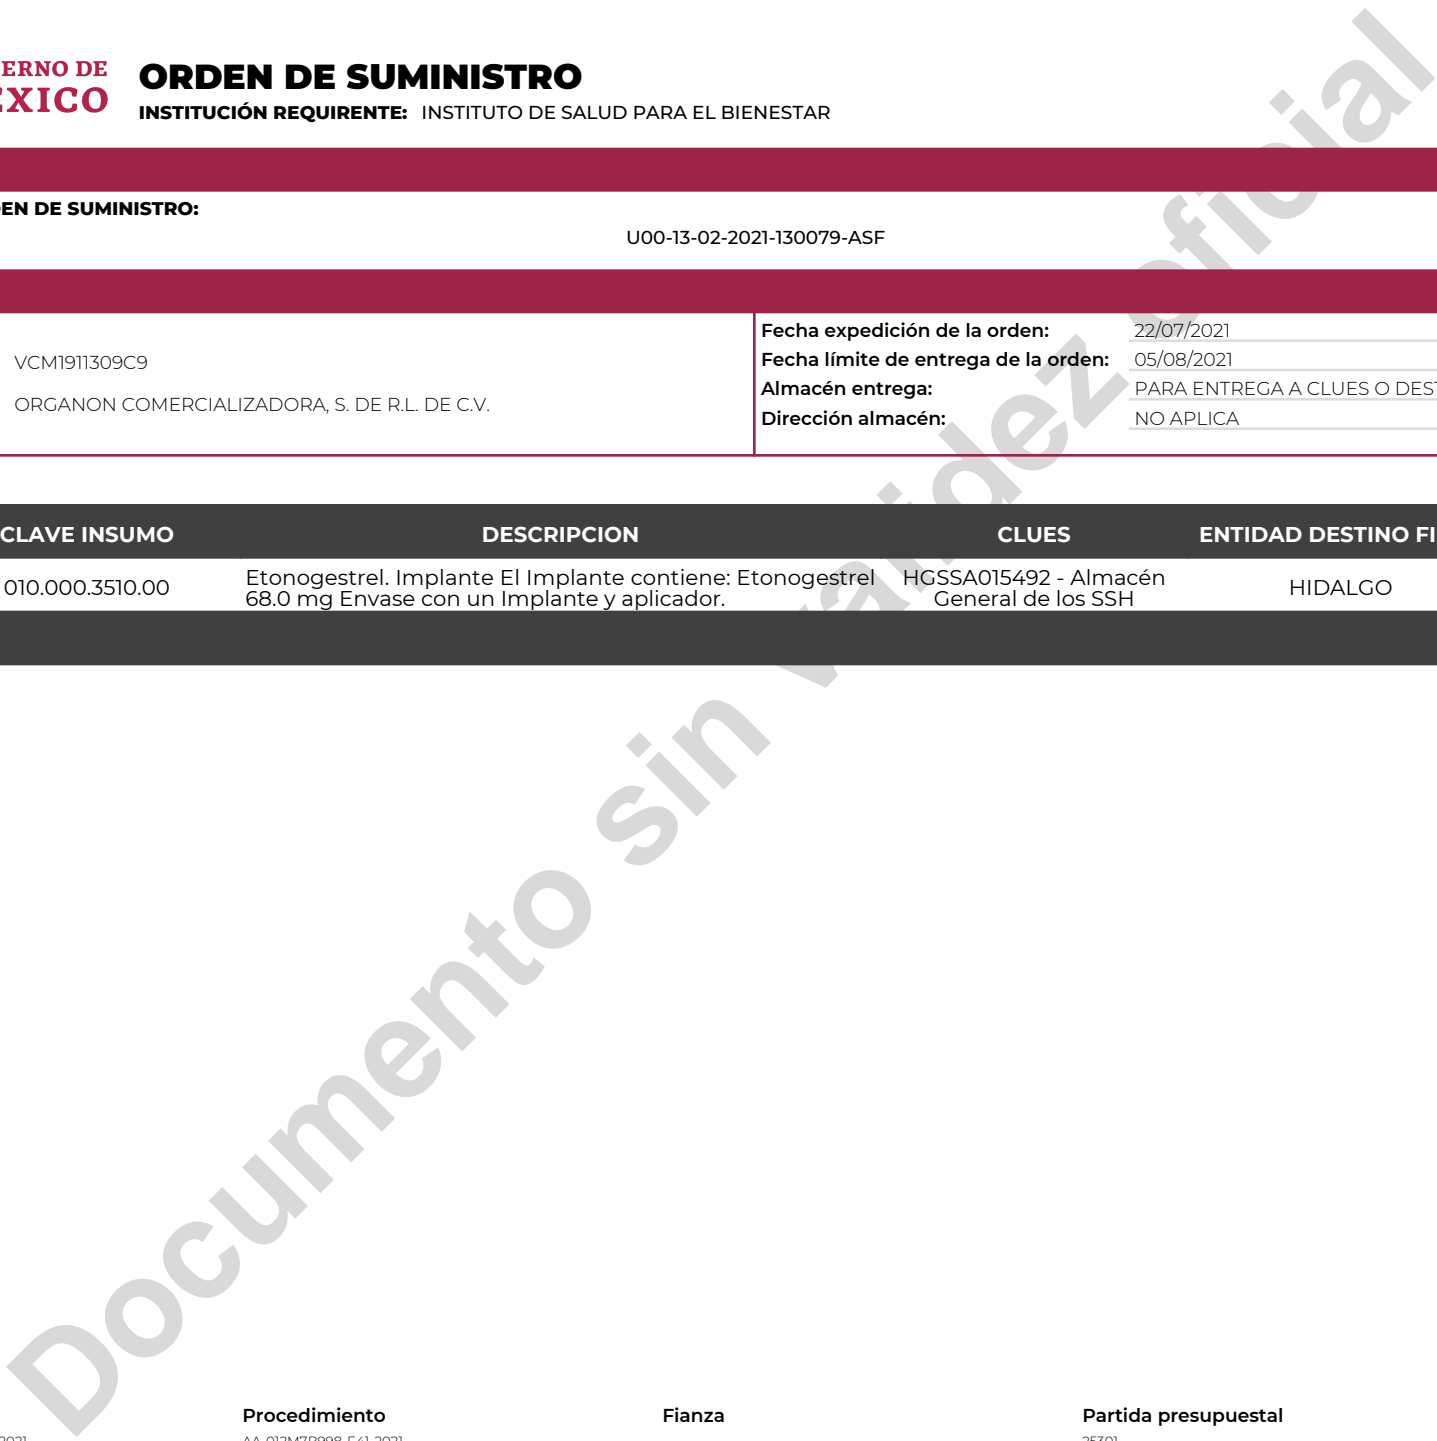 ERNO DE
EXICO
ORDEN DE SUMINISTRO
INSTITUCIÓN REQUIRENTE: INSTITUTO DE SALUD PARA EL BIENESTAR
EN DE SUMINISTRO:
U00-13-02-2021-130079-ASF
VCM1911309C9
ORGANON COMERCIALIZADORA, S. DE R.L. DE C.V.
Fecha expedición de la orden: 22/07/2021
Fecha límite de entrega de la orden: 05/08/2021
Almacén entrega: PARA ENTREGA A CLUES O DEST
Dirección almacén: NO APLICA
CLAVE INSUMO DESCRIPCION CLUES ENTIDAD DESTINO FI
010.000.3510.00
Etonogestrel. Implante El Implante contiene: Etonogestrel
68.0 mg Envase con un Implante y aplicador.
HGSSA015492 - Almacén
General de los SSH
HIDALGO
Documento sin validez oficial
Procedimiento Fianza Partida presupuestal